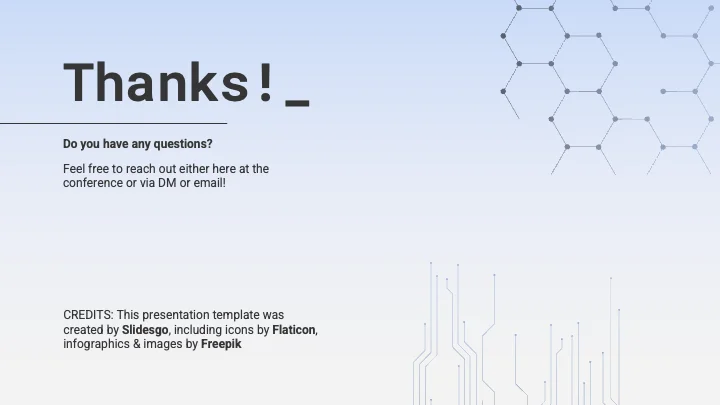 Thanks!_
Do you have any questions?
Feel free to reach out either here at the
conference or via DM or email!
CREDITS: This presentation template was
created by Slidesgo, including icons by Flaticon,
infographics & images by Freepik